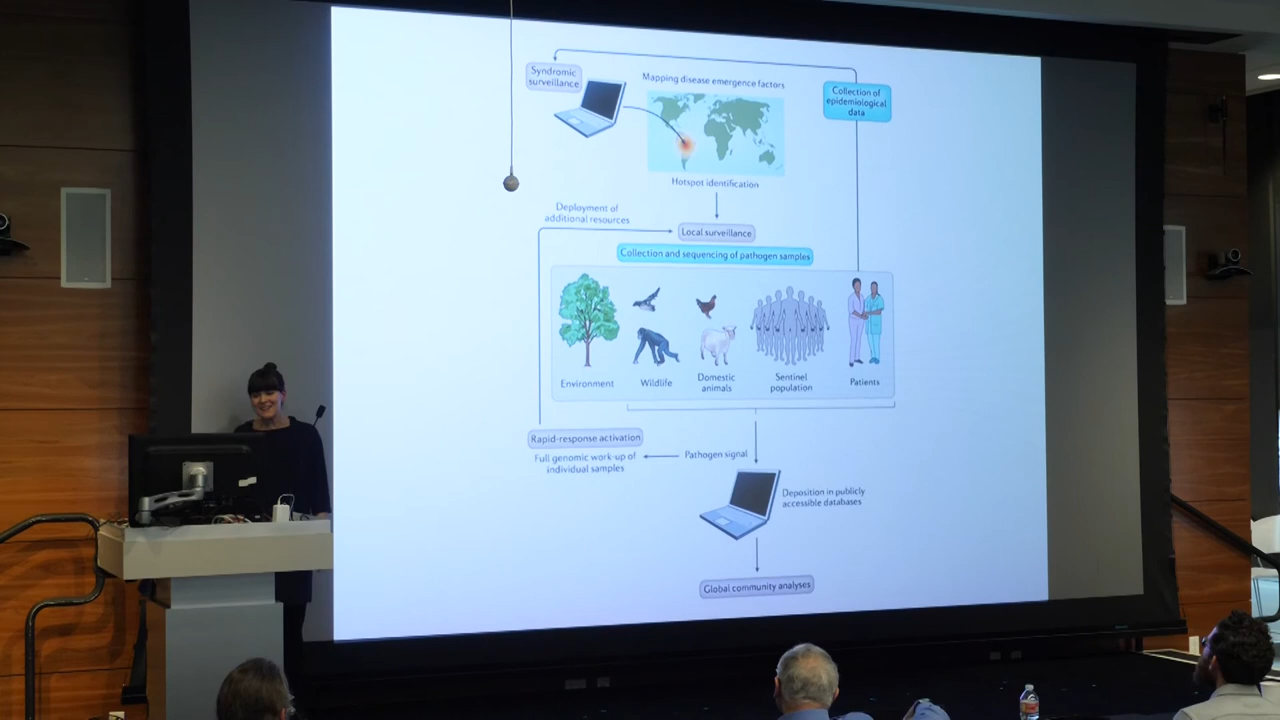 Syndromic
surveillance
Mapping disease emergence factors
Collection of
epidemiological
data
Hotspot identification
Deployment of
additional resources
Local surveillance
Collection and sequencing of pathogen samples
Environment
Wildlife
Domestic
animals
Sentinel
population
Patients
Rapid-response activation
Full genomic work-up of
individual samples
Pathogen signal
Deposition in publicly
accessible databases
Global community analyses